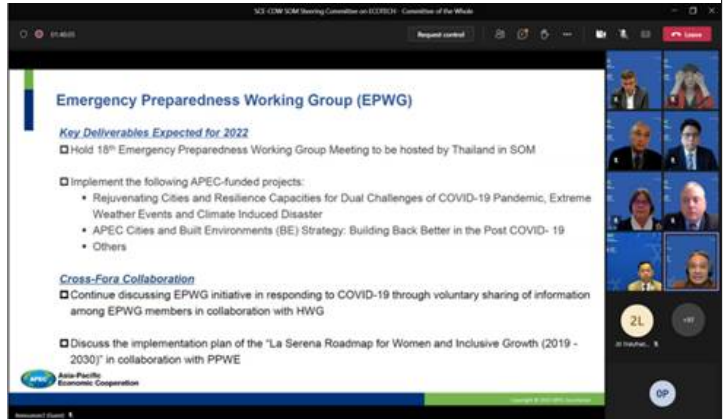 SCE-COW SOM Steering Committee on ECOTECH - Committee of the Whole
Request control
Leave
Emergency Preparedness Working Group (EPWG)
Key Deliverables Expected for 2022
Hold 18th Emergency Preparedness Working Group Meeting to be hosted by Thailand in SOM
Implement the following APEC-funded projects:
• Rejuvenating Cities and Resilience Capacities for Dual Challenges of COVID-19 Pandemic, Extreme
Weather Events and Climate Induced Disaster
• APEC Cities and Built Environments (BE) Strategy: Building Back Better in the Post COVID- 19
• Others
Cross-Fora Collaboration
Continue discussing EPWG initiative in responding to COVID-19 through voluntary sharing of information
among EPWG members in collaboration with HWG
Discuss the implementation plan of the “La Serena Roadmap for Women and Inclusive Growth (2019 -
2030)” in collaboration with PPWE
APEC
Asia-Pacific
Economic Cooperation
2L
OP